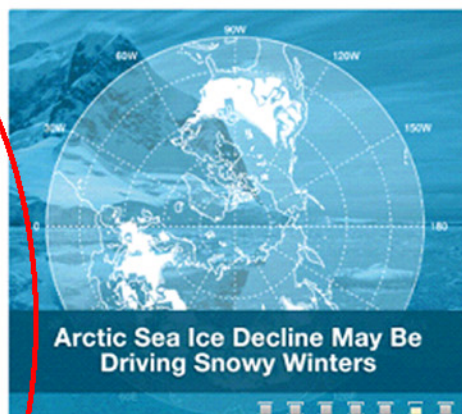 90W
60W
120W
30W
150W
0
180
Arctic Sea Ice Decline May Be
Driving Snowy Winters